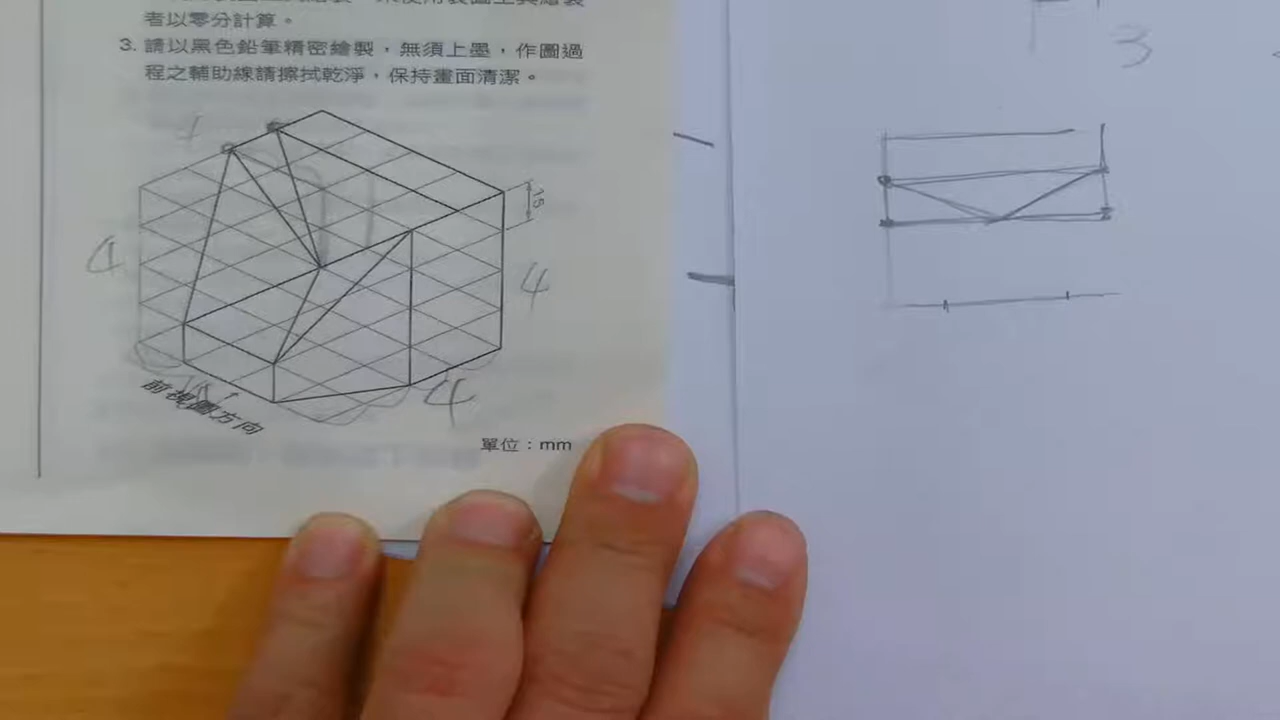 者以零分計算。
3. 請以黑色鉛筆精密繪製，無須上墨，作圖過
程之輔助線請擦拭乾淨，保持畫面清潔。
15
4
4
4
前視圖方向
單位：mm
3